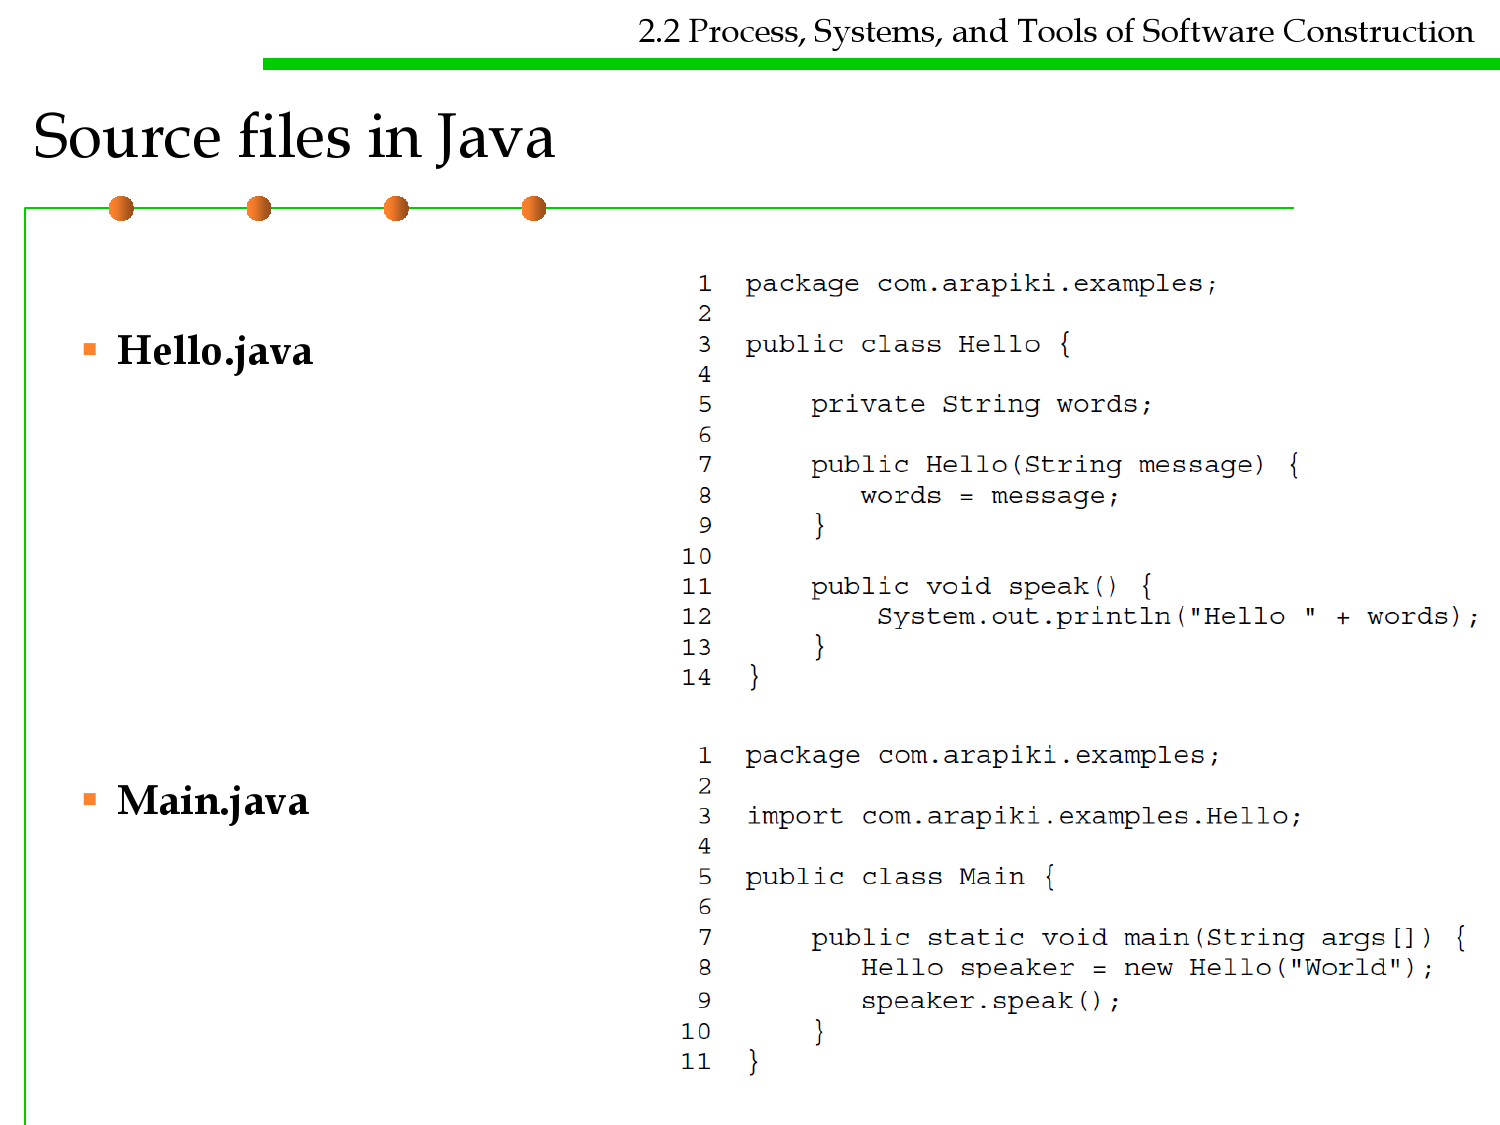 2.2 Process, Systems, and Tools of Software Construction
Source files in Java
▪ Hello.java
1 package com.arapiki.examples;
2
3 public class Hello {
4
5     private String words;
6
7     public Hello(String message) {
8        words = message;
9     }
10
11     public void speak() {
12         System.out.println("Hello " + words);
13     }
14 }
▪ Main.java
1 package com.arapiki.examples;
2
3 import com.arapiki.examples.Hello;
4
5 public class Main {
6
7     public static void main(String args[]) {
8        Hello speaker = new Hello("World");
9        speaker.speak();
10     }
11 }